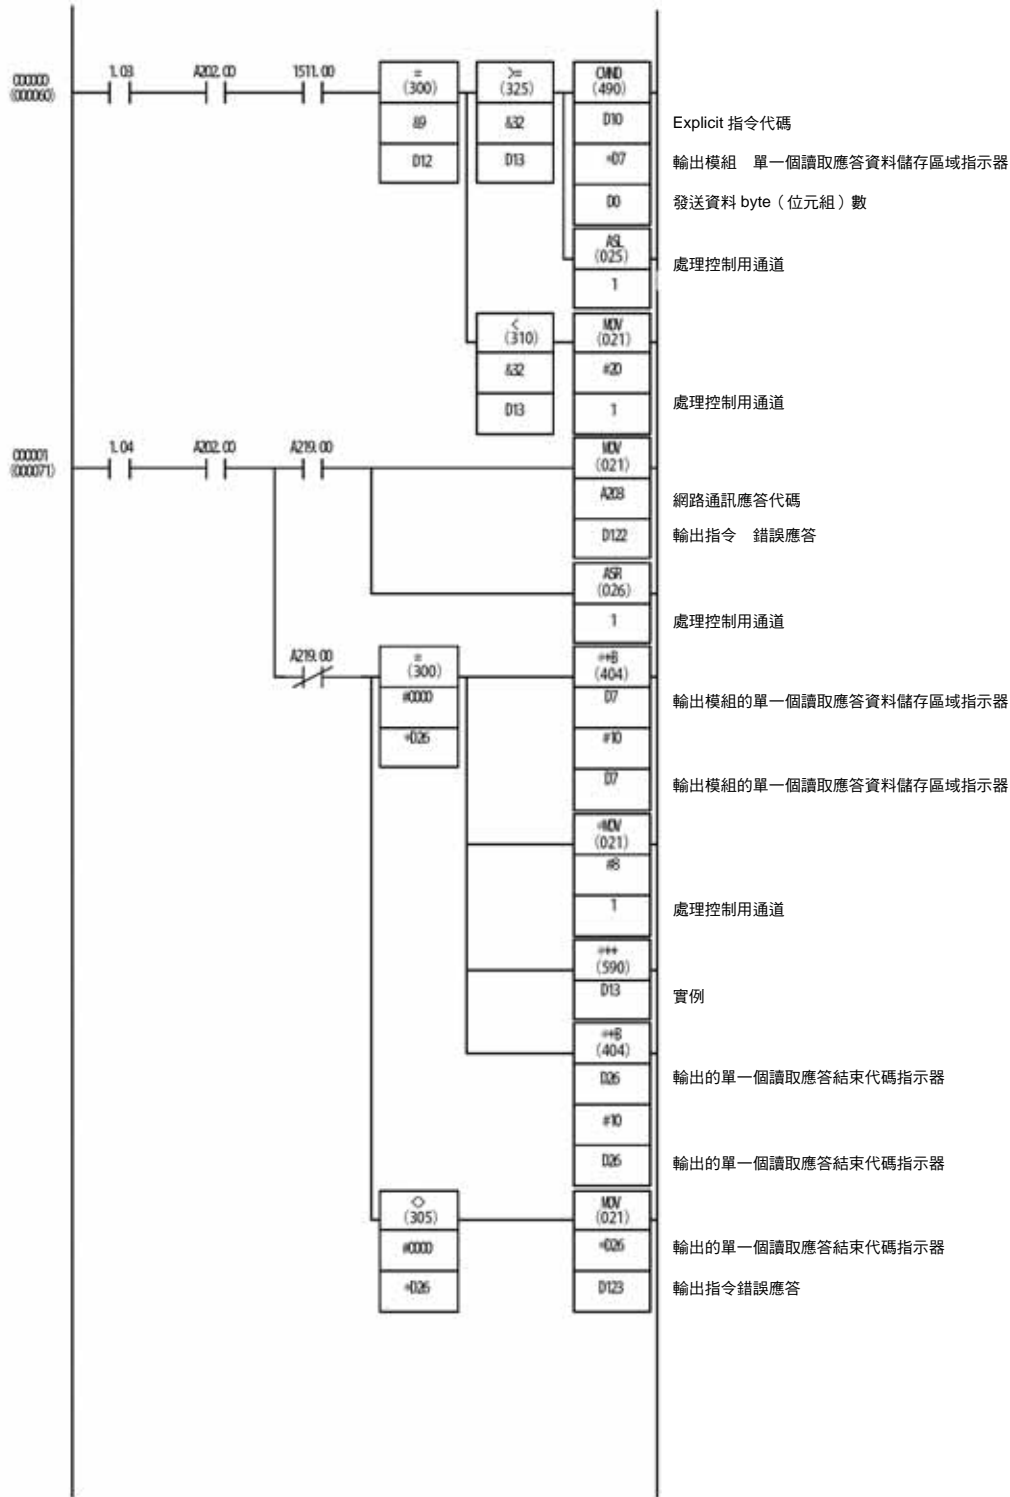 000000
(000060)
1.03
A202.00
1511.00
=
(300)
&9
D12
>=
(325)
&32
D13
CMND
(490)
D10
*D7
D0
Explicit 指令代碼
輸出模組 單一個讀取應答資料儲存區域指示器
發送資料 byte(位元組)數
ASL
(025)
1
處理控制用通道
<
(310)
&32
D13
MOV
(021)
#20
1
處理控制用通道
000001
(000071)
1.04
A202.00
A219.00
MOV
(021)
A203
D122
網路通訊應答代碼
輸出指令 錯誤應答
ASR
(026)
1
處理控制用通道
A219.00
=
(300)
#0000
*D26
+B
(404)
D7
#10
D7
輸出模組的單一個讀取應答資料儲存區域指示器
輸出模組的單一個讀取應答資料儲存區域指示器
MOV
(021)
#8
1
處理控制用通道
++
(590)
D13
實例
+B
(404)
D26
#10
D26
輸出的單一個讀取應答結束代碼指示器
輸出的單一個讀取應答結束代碼指示器
<>
(305)
#0000
*D26
MOV
(021)
*D26
D123
輸出的單一個讀取應答結束代碼指示器
輸出指令錯誤應答